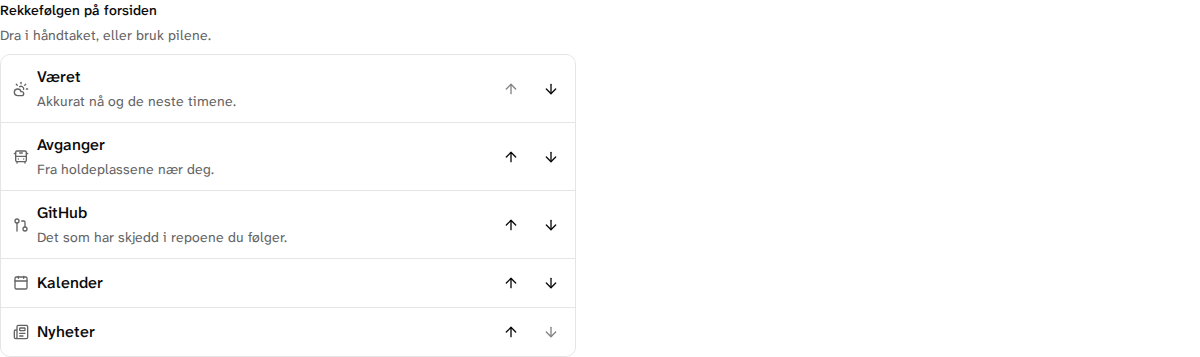 Rekkefølgen på forsiden
Dra i håndtaket, eller bruk pilene.
Været
Akkurat nå og de neste timene.
Avganger
Fra holdeplassene nær deg.
GitHub
Det som har skjedd i repoene du følger.
Kalender
Nyheter